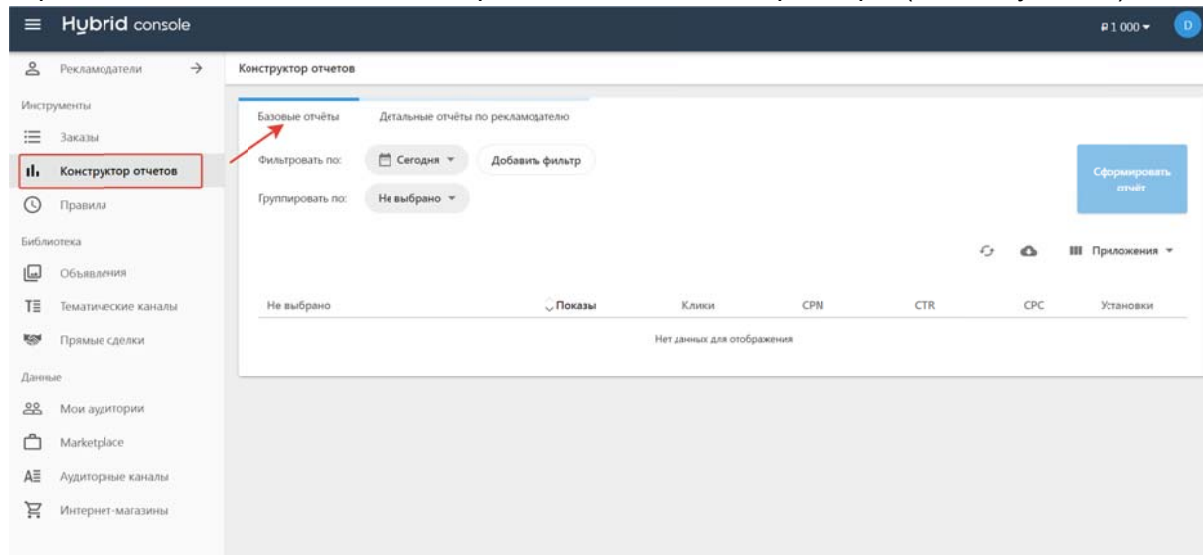 Hybrid console
₽ 1 000
D
Рекламодатели
Конструктор отчетов
Инструменты
Базовые отчёты
Детальные отчёты по рекламодателю
Заказы
Фильтровать по:
Сегодня
Добавить фильтр
Конструктор отчетов
Сформировать
отчёт
Правила
Группировать по:
Не выбрано
Библиотека
Приложения
Объявления
Тематические каналы
Не выбрано
Показы
Клики
CPN
CTR
CPC
Установки
Прямые сделки
Нет данных для отображения
Данные
Мои аудитории
Marketplace
Аудиторные каналы
Интернет-магазины